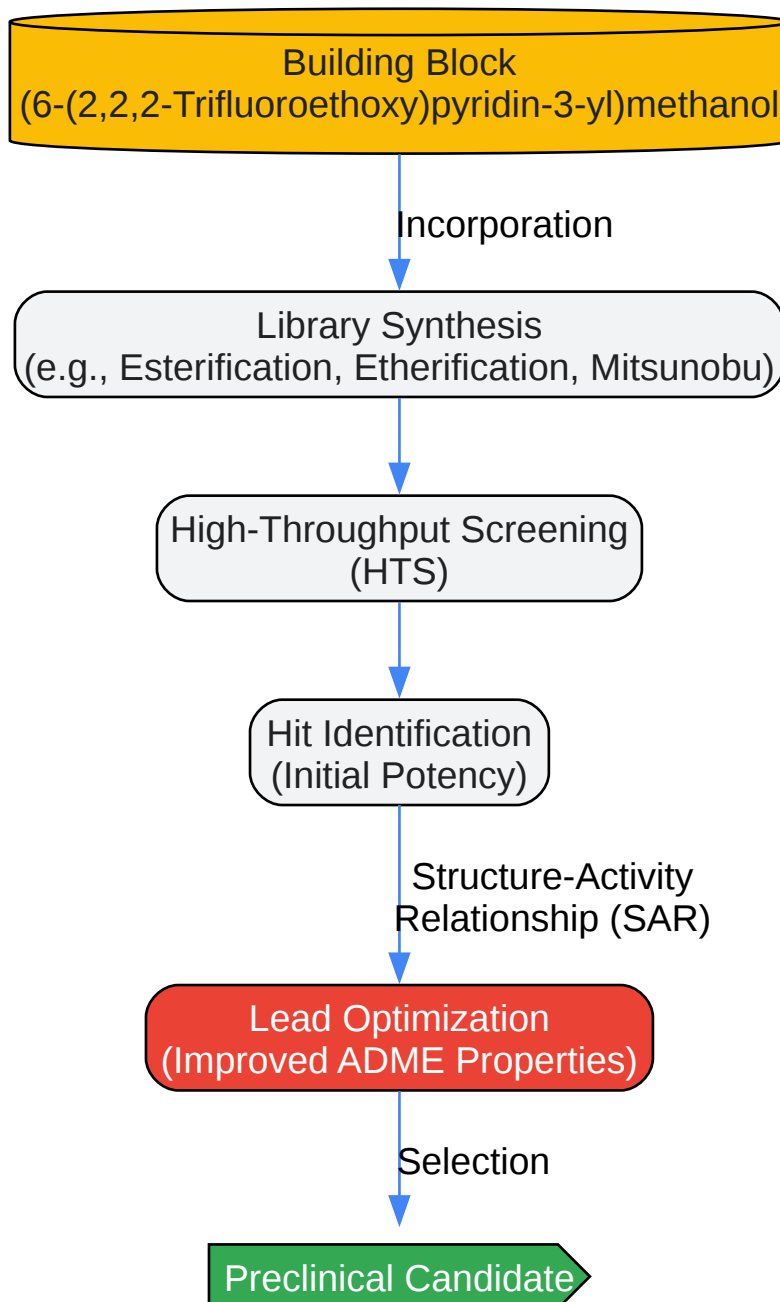 Building Block
(6-(2,2,2-Trifluoroethoxy)pyridin-3-yl)methanol
Incorporation
Library Synthesis
(e.g., Esterification, Etherification, Mitsunobu)
High-Throughput Screening
(HTS)
Hit Identification
(Initial Potency)
Structure-Activity
Relationship (SAR)
Lead Optimization
(Improved ADME Properties)
Selection
Preclinical Candidate